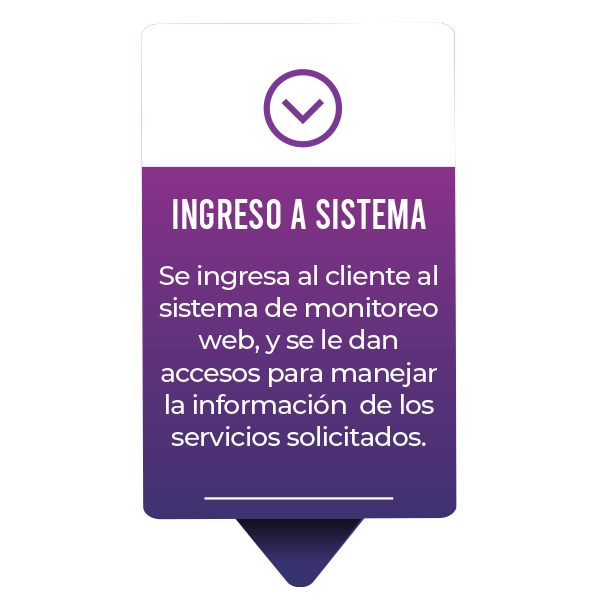 INGRESO A SISTEMA
Se ingresa al cliente al
sistema de monitoreo
web, y se le dan
accesos para manejar
la información  de los
servicios solicitados.